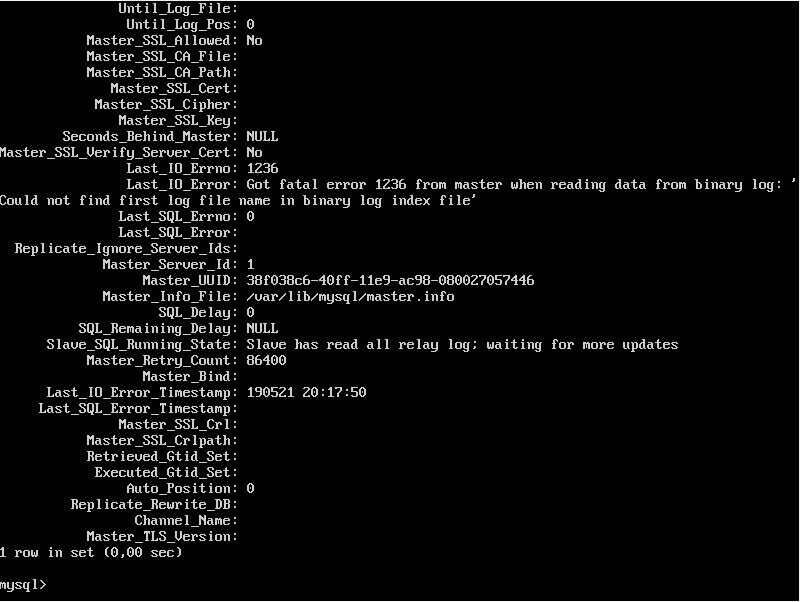 Until_Log_File:
Until_Log_Pos: 0
Master_SSL_Allowed: No
Master_SSL_CA_File:
Master_SSL_CA_Path:
Master_SSL_Cert:
Master_SSL_Cipher:
Master_SSL_Key:
Seconds_Behind_Master: NULL
Master_SSL_Verify_Server_Cert: No
Last_IO_Errno: 1236
Last_IO_Error: Got fatal error 1236 from master when reading data from binary log: '
Could not find first log file name in binary log index file'
Last_SQL_Errno: 0
Last_SQL_Error:
Replicate_Ignore_Server_Ids:
Master_Server_Id: 1
Master_UUID: 38f038c6-40ff-11e9-ac98-080027057446
Master_Info_File: /var/lib/mysql/master.info
SQL_Delay: 0
SQL_Remaining_Delay: NULL
Slave_SQL_Running_State: Slave has read all relay log; waiting for more updates
Master_Retry_Count: 86400
Master_Bind:
Last_IO_Error_Timestamp: 190521 20:17:50
Last_SQL_Error_Timestamp:
Master_SSL_Crl:
Master_SSL_Crlpath:
Retrieved_Gtid_Set:
Executed_Gtid_Set:
Auto_Position: 0
Replicate_Rewrite_DB:
Channel_Name:
Master_TLS_Version:
1 row in set (0,00 sec)
mysql>